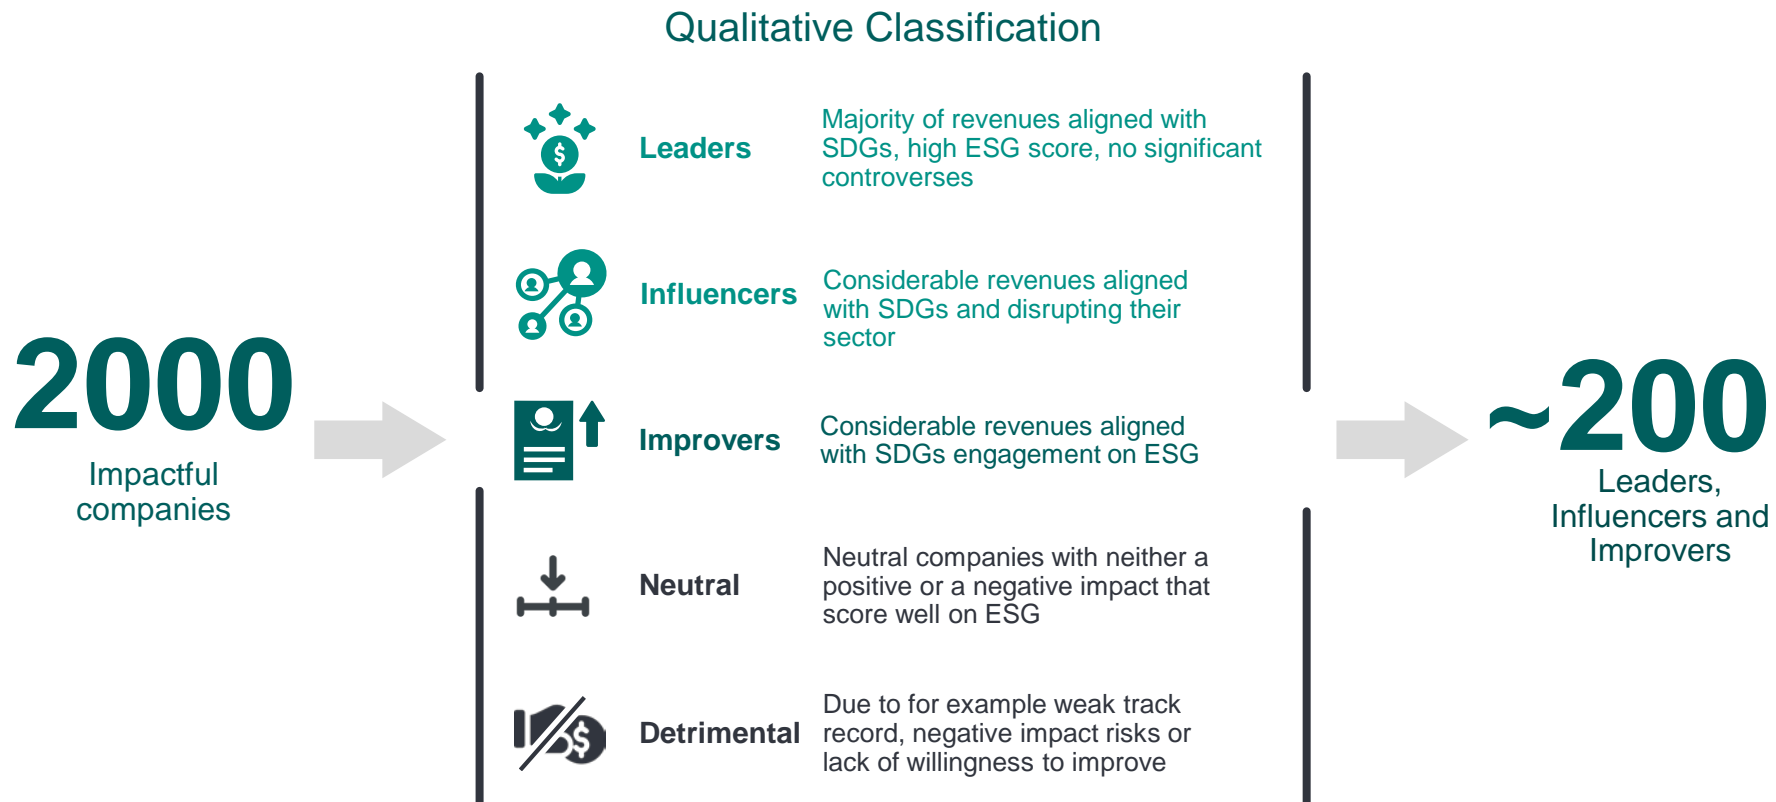 Qualitative Classification
2000
Impactful
companies
Leaders
Majority of revenues aligned with
SDGs, high ESG score, no significant
controverses
Influencers
Considerable revenues aligned
with SDGs and disrupting their
sector
Improvers
Considerable revenues aligned
with SDGs engagement on ESG
Neutral
Neutral companies with neither a
positive or a negative impact that
score well on ESG
Detrimental
Due to for example weak track
record, negative impact risks or
lack of willingness to improve
~200
Leaders,
Influencers and
Improvers